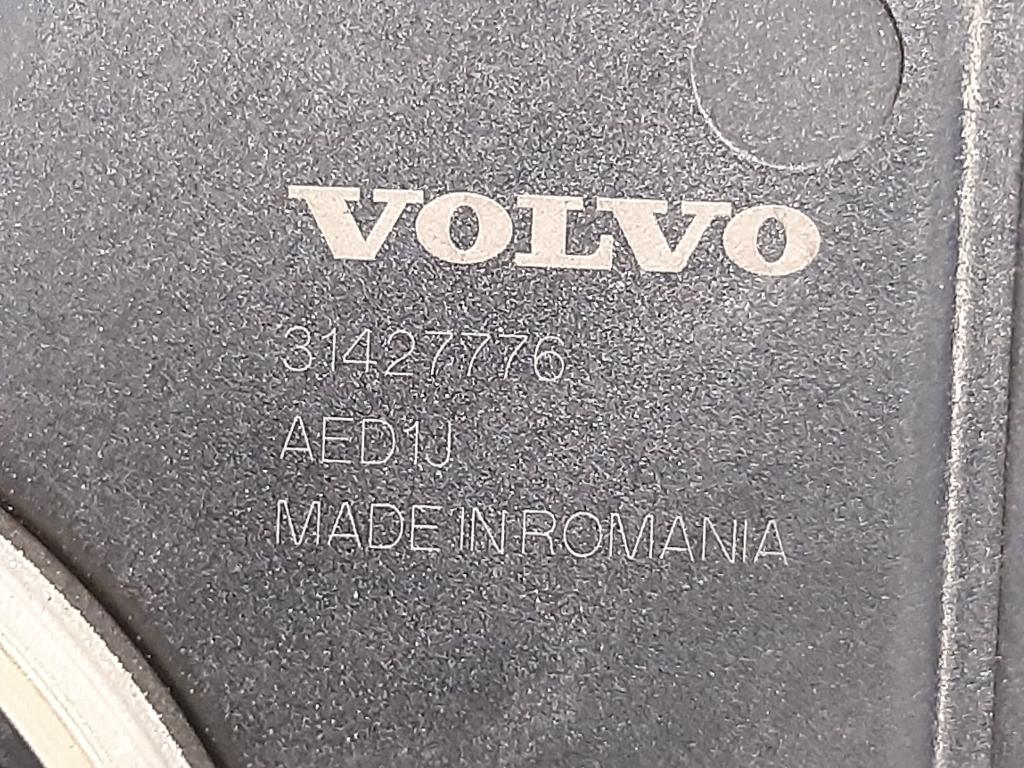 VOLVO
31427776
AED1J
MADE IN ROMANIA